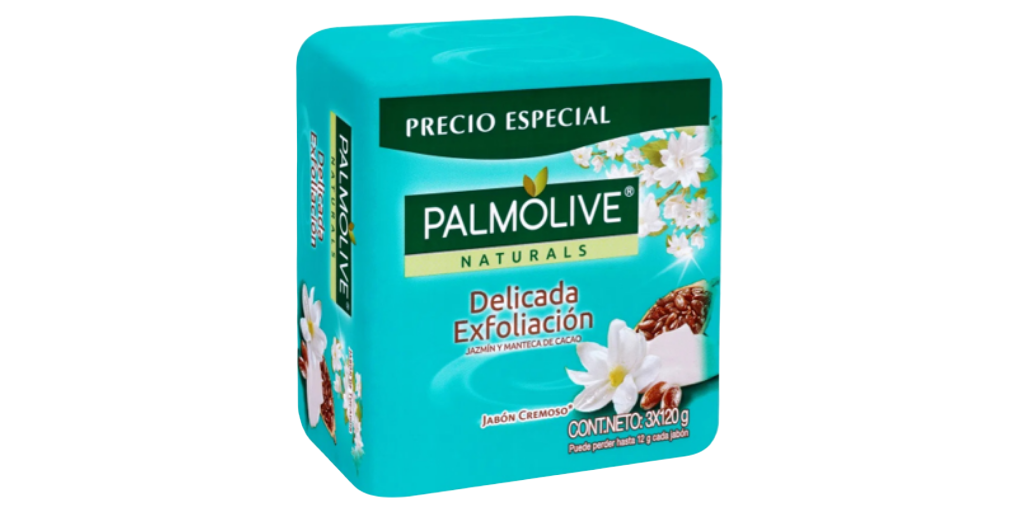 PRECIO ESPECIAL
PALMOLIVE®
NATURALS
Delicada
Exfoliación
JAZMÍN Y MANTECA DE CACAO
JABÓN CREMOSO*
CONT.NETO: 3X120 g
Puede perder hasta 12 g cada jabón
PALMOLIVE®
NATURALS
Delicada
Exfoliación